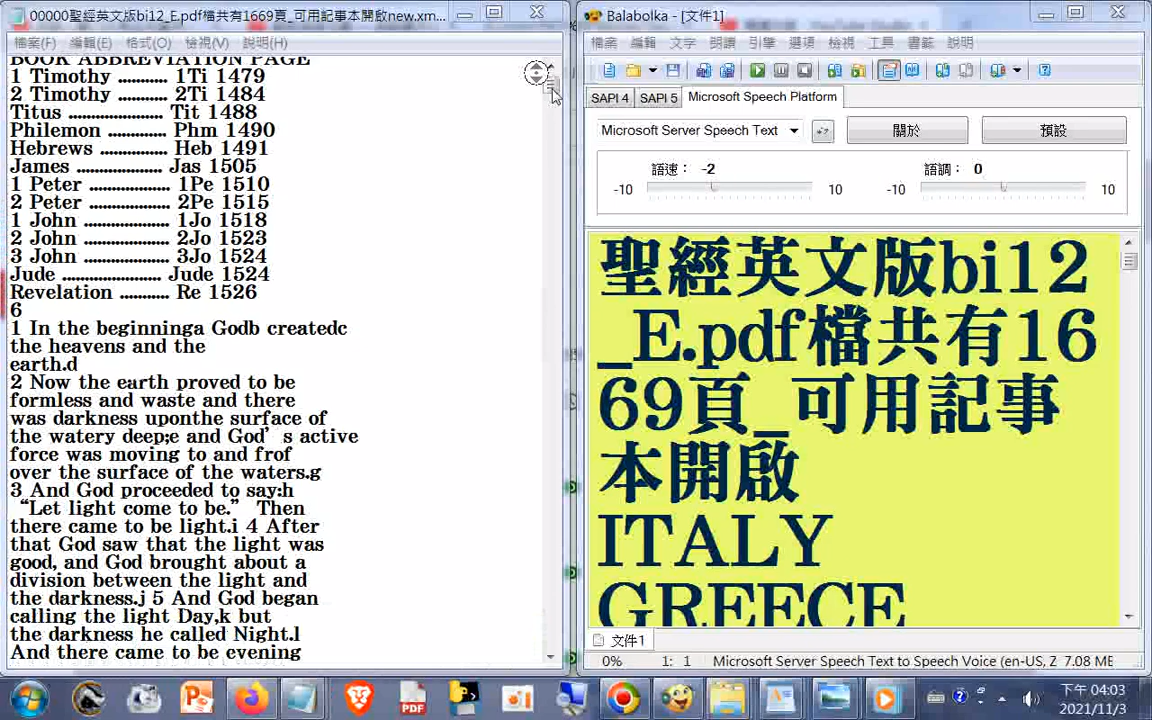 00000聖經英文版bi12_E.pdf檔共有1669頁_可用記事本開啟new.xm...
檔案(F) 編輯(E) 格式(O) 檢視(V) 說明(H)
BOOK ABBREVIATION PAGE
1 Timothy ........... 1Ti 1479
2 Timothy ........... 2Ti 1484
Titus ..................... Tit 1488
Philemon .............. Phm 1490
Hebrews ............... Heb 1491
James ................... Jas 1505
1 Peter ................. 1Pe 1510
2 Peter ................. 2Pe 1515
1 John .................. 1Jo 1518
2 John .................. 2Jo 1523
3 John .................. 3Jo 1524
Jude ..................... Jude 1524
Revelation ........... Re 1526
6
1 In the beginninga Godb createdc
the heavens and the
earth.d
2 Now the earth proved to be
formless and waste and there
was darkness uponthe surface of
the watery deep;e and God’s active
force was moving to and frof
over the surface of the waters.g
3 And God proceeded to say:h
“Let light come to be.” Then
there came to be light.i 4 After
that God saw that the light was
good, and God brought about a
division between the light and
the darkness.j 5 And God began
calling the light Day,k but
the darkness he called Night.l
And there came to be evening
Balabolka - [文件1]
檔案 編輯 文字 朗讀 引擎 選項 檢視 工具 書籤 說明
SAPI 4 SAPI 5 Microsoft Speech Platform
Microsoft Server Speech Text 關於 預設
語速： -2 語調： 0
-10 10 -10 10
聖經英文版bi12
_E.pdf檔共有16
69頁_可用記事
本開啟
ITALY
GREECE
文件1
0% 1: 1 Microsoft Server Speech Text to Speech Voice (en-US, Z 7.08 ME
PDF
下午 04:03
2021/11/3